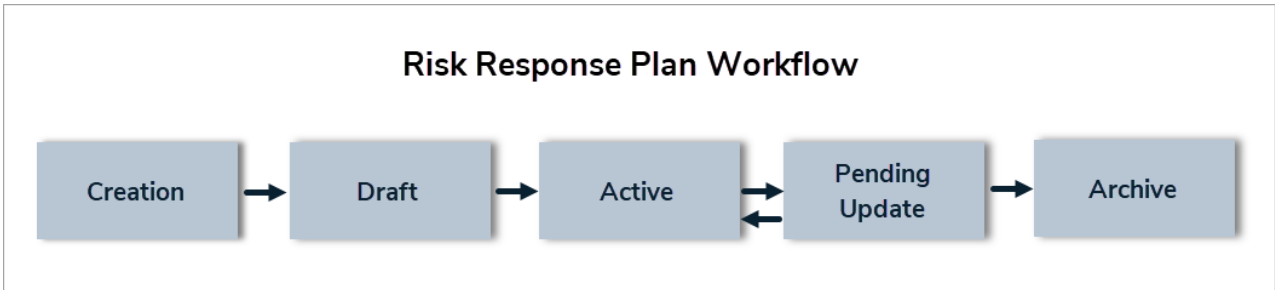 Risk Response Plan Workflow
Creation
Draft
Active
Pending
Update
Archive